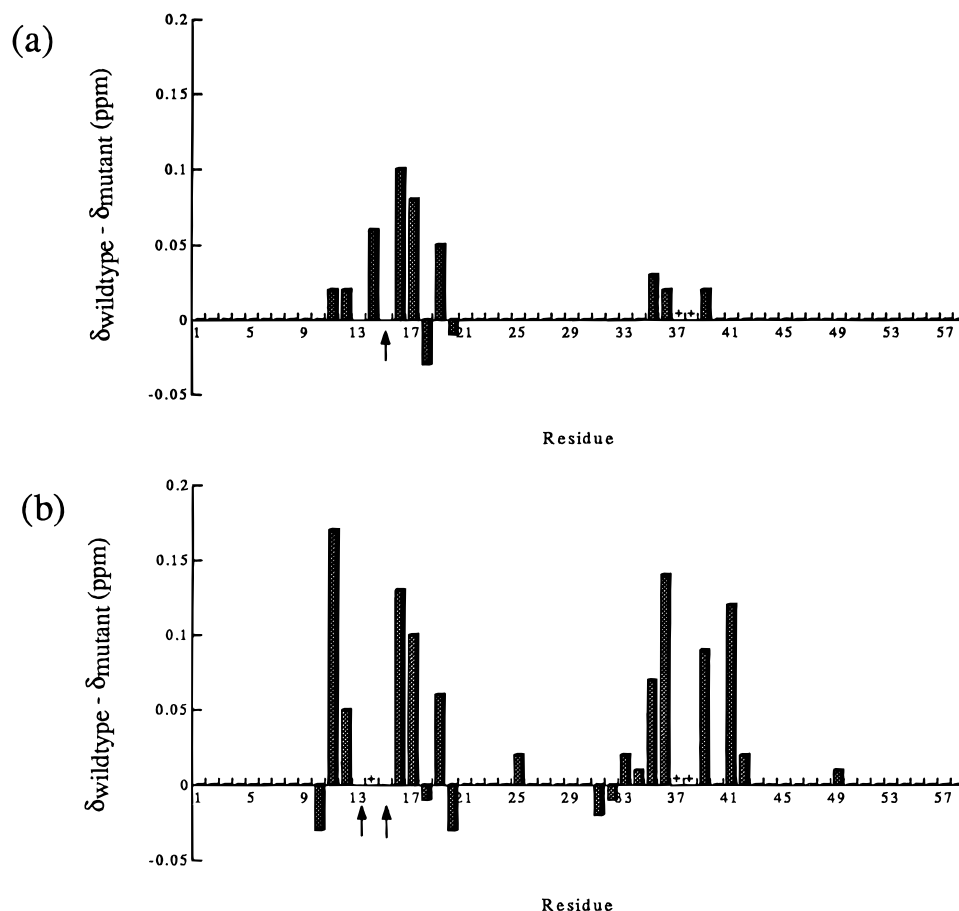 (a)
δwildtype - δmutant (ppm)
0.2
0.15
0.1
0.05
0
-0.05
1 5 9 13 17 21 25 29 33 37 41 45 49 53 57
+ +
Residue
(b)
δwildtype - δmutant (ppm)
0.2
0.15
0.1
0.05
0
-0.05
+ + +
1 5 9 13 17 21 25 29 33 37 41 45 49 53 57
Residue